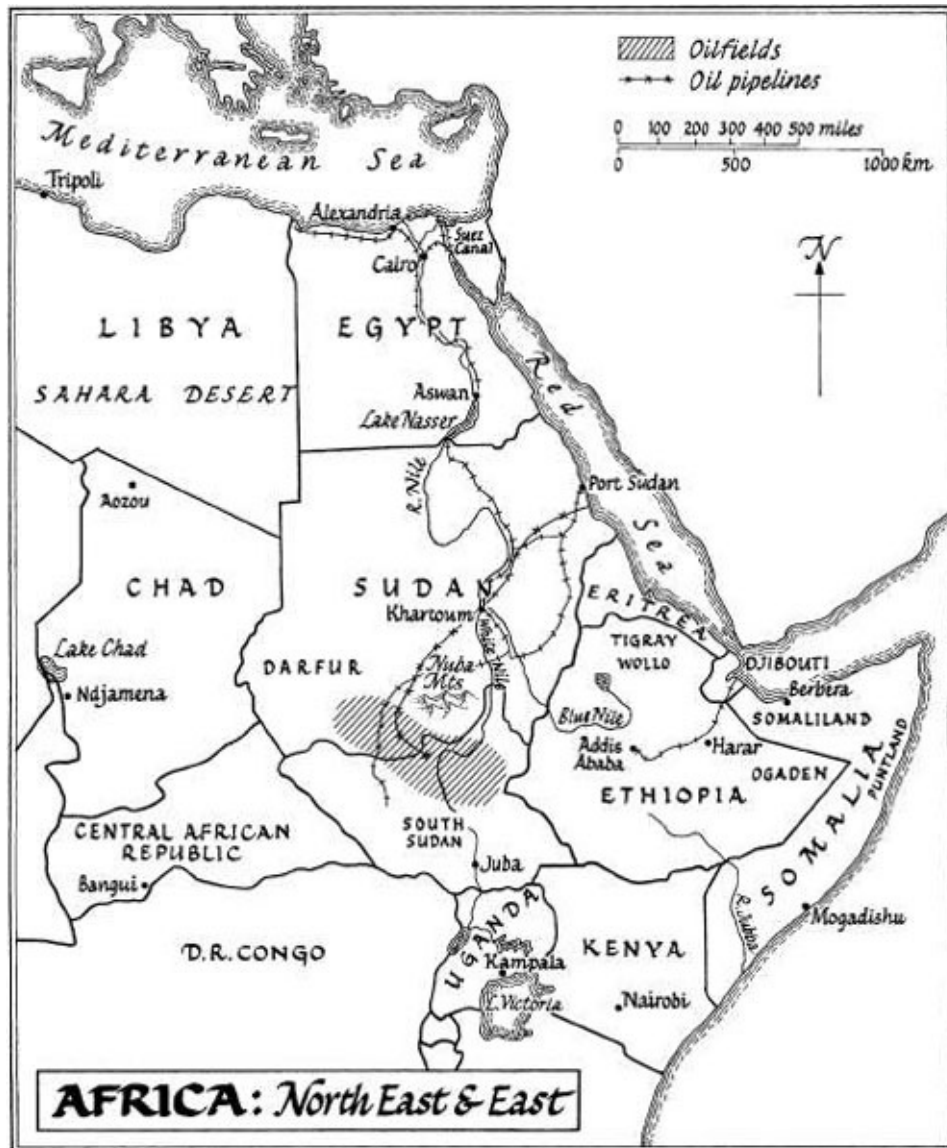 Oilfields
Oil pipelines
0 100 200 300 400 500 miles
0 500 1000 km
Mediterranean Sea
Tripoli
Alexandria
Suez
Canal
Cairo
N
LIBYA
EGYPT
Red
Sea
SAHARA DESERT
Aswan
Lake Nasser
R. Nile
Port Sudan
Aozou
CHAD
SUDAN
Khartoum
White Nile
ERITREA
TIGRAY
WOLLO
DJIBOUTI
Lake Chad
Ndjamena
DARFUR
Nuba
Mts
Berbera
SOMALILAND
Blue Nile
Addis
Ababa
Harar
OGADEN
PUNTLAND
ETHIOPIA
SOMALIA
CENTRAL AFRICAN
REPUBLIC
SOUTH
SUDAN
Bangui
Juba
R. Jubba
Mogadishu
D.R. CONGO
UGANDA
KENYA
Kampala
L. Victoria
Nairobi
AFRICA: North East & East